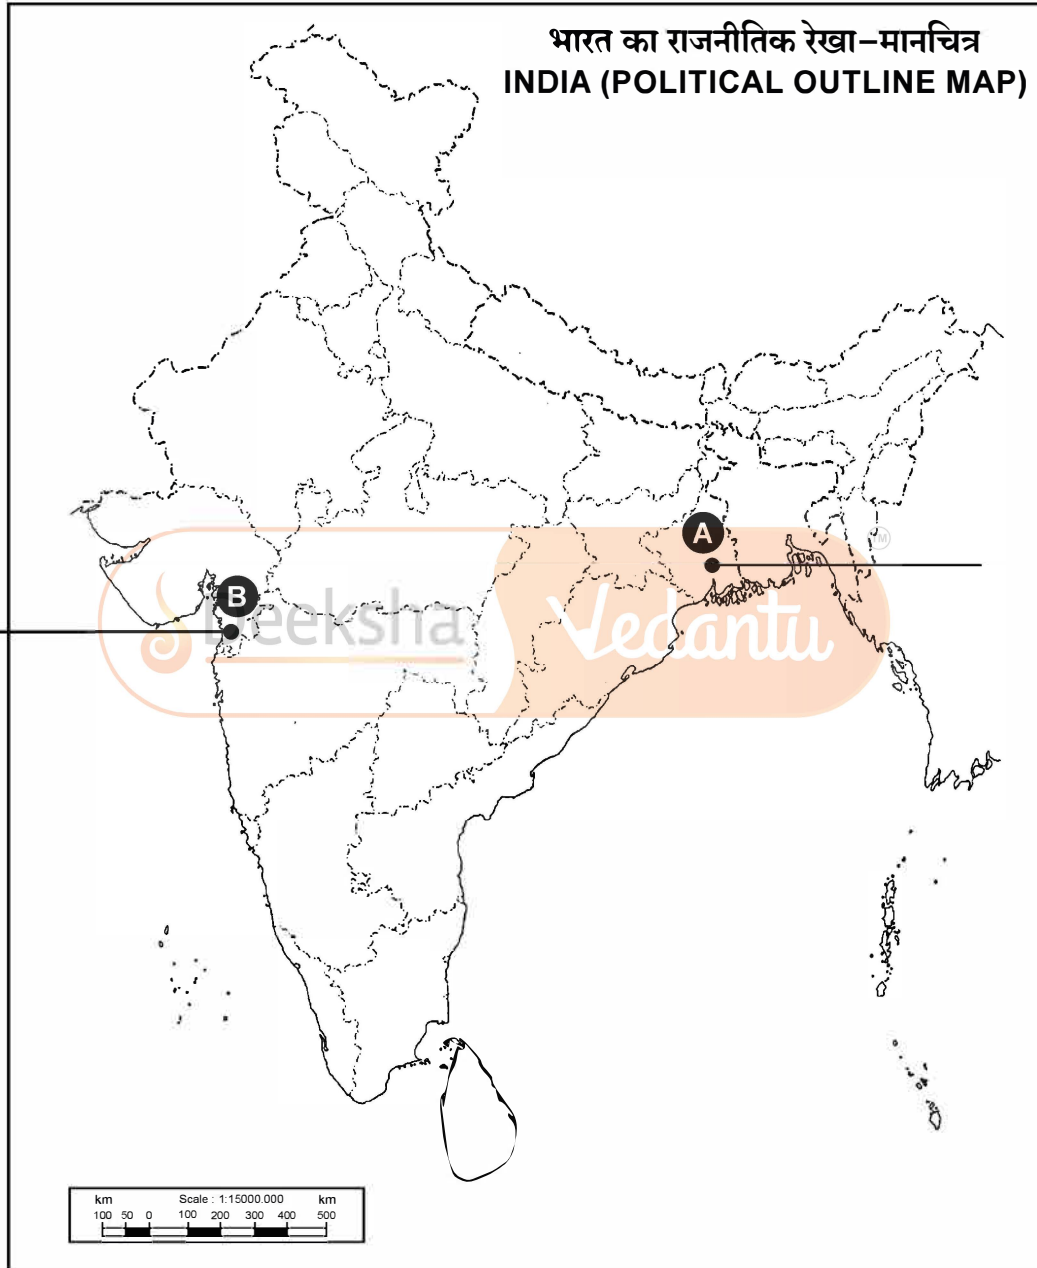 भारत का राजनीतिक रेखा–मानचित्र
INDIA (POLITICAL OUTLINE MAP)
A
TM
B
Deeksha Vedantu
km Scale : 1:15000.000 km
100 50 0 100 200 300 400 500